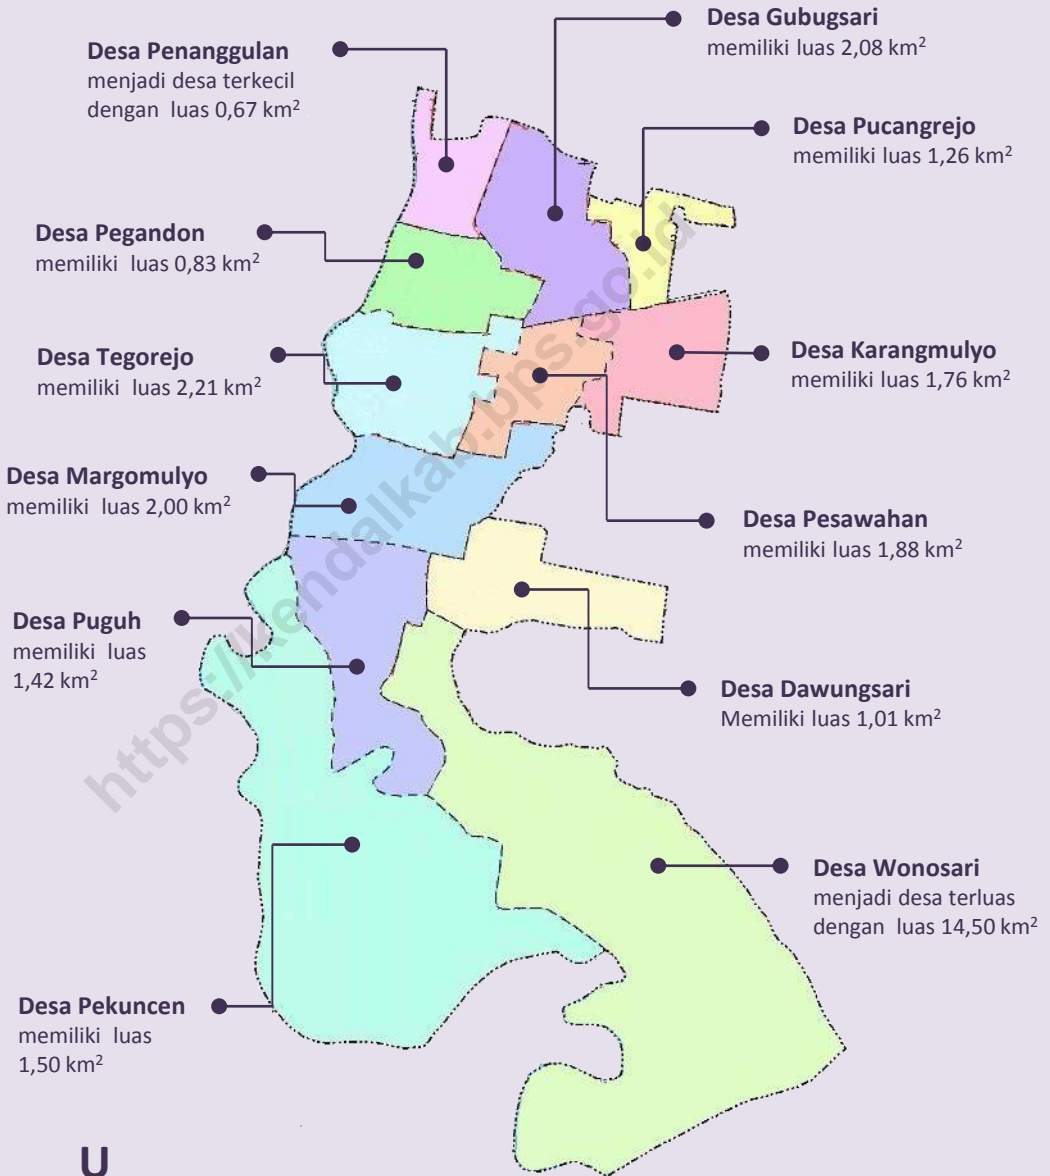 Desa Gubugsari
memiliki luas 2,08 km²
Desa Penanggulan
menjadi desa terkecil
dengan luas 0,67 km²
Desa Pucangrejo
memiliki luas 1,26 km²
Desa Pegandon
memiliki luas 0,83 km²
Desa Tegorejo
memiliki luas 2,21 km²
Desa Karangmulyo
memiliki luas 1,76 km²
Desa Margomulyo
memiliki luas 2,00 km²
Desa Pesawahan
memiliki luas 1,88 km²
Desa Puguh
memiliki luas
1,42 km²
Desa Dawungsari
Memiliki luas 1,01 km²
Desa Wonosari
menjadi desa terluas
dengan luas 14,50 km²
Desa Pekuncen
memiliki luas
1,50 km²
U
https://kendalkab.bps.go.id